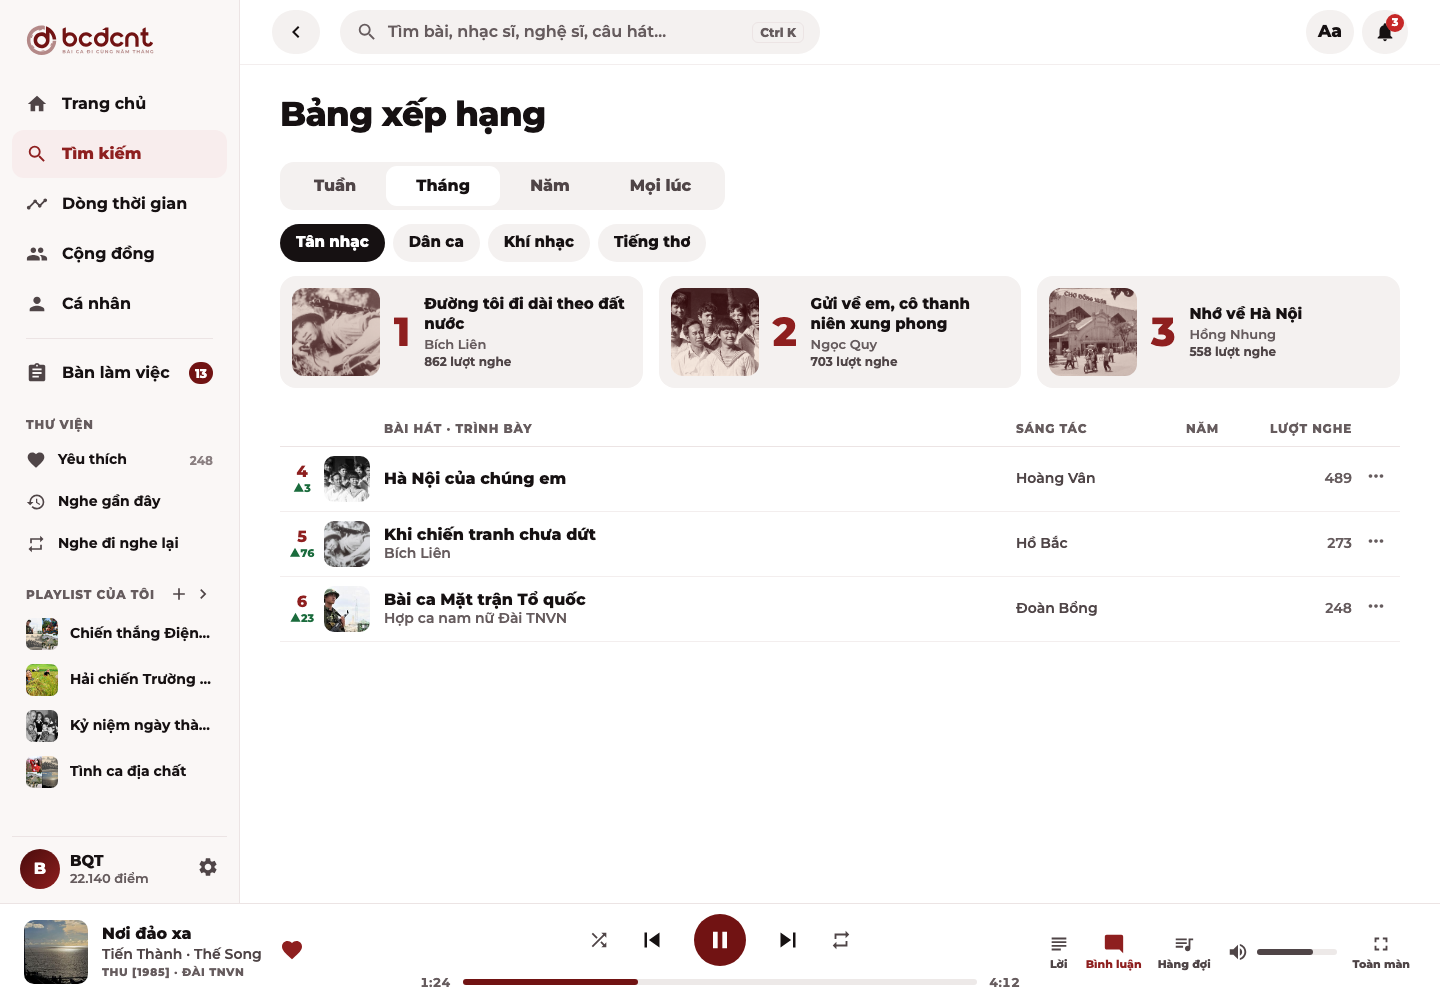 bcdcnt
BÀI CA ĐI CÙNG NĂM THÁNG
Trang chủ
Tìm kiếm
Dòng thời gian
Cộng đồng
Cá nhân
Bàn làm việc 13
THƯ VIỆN
Yêu thích 248
Nghe gần đây
Nghe đi nghe lại
PLAYLIST CỦA TÔI
Chiến thắng Điện...
Hải chiến Trường ...
Kỷ niệm ngày thà...
Tình ca địa chất
B
BQT
22.140 điểm
Tìm bài, nhạc sĩ, nghệ sĩ, câu hát... Ctrl K
Aa
3
Bảng xếp hạng
Tuần Tháng Năm Mọi lúc
Tân nhạc Dân ca Khí nhạc Tiếng thơ
1
Đường tôi đi dài theo đất
nước
Bích Liên
862 lượt nghe
2
Gửi về em, cô thanh
niên xung phong
Ngọc Quy
703 lượt nghe
CHỢ ĐỒNG XUÂN
3
Nhớ về Hà Nội
Hồng Nhung
558 lượt nghe
BÀI HÁT · TRÌNH BÀY SÁNG TÁC NĂM LƯỢT NGHE
4
▲3
Hà Nội của chúng em Hoàng Vân 489
5
▲76
Khi chiến tranh chưa dứt
Bích Liên
Hồ Bắc 273
6
▲23
Bài ca Mặt trận Tổ quốc
Hợp ca nam nữ Đài TNVN
Đoàn Bổng 248
Nơi đảo xa
Tiến Thành · Thế Song
THU [1985] · ĐÀI TNVN
1:24 4:12
Lời Bình luận Hàng đợi Toàn màn